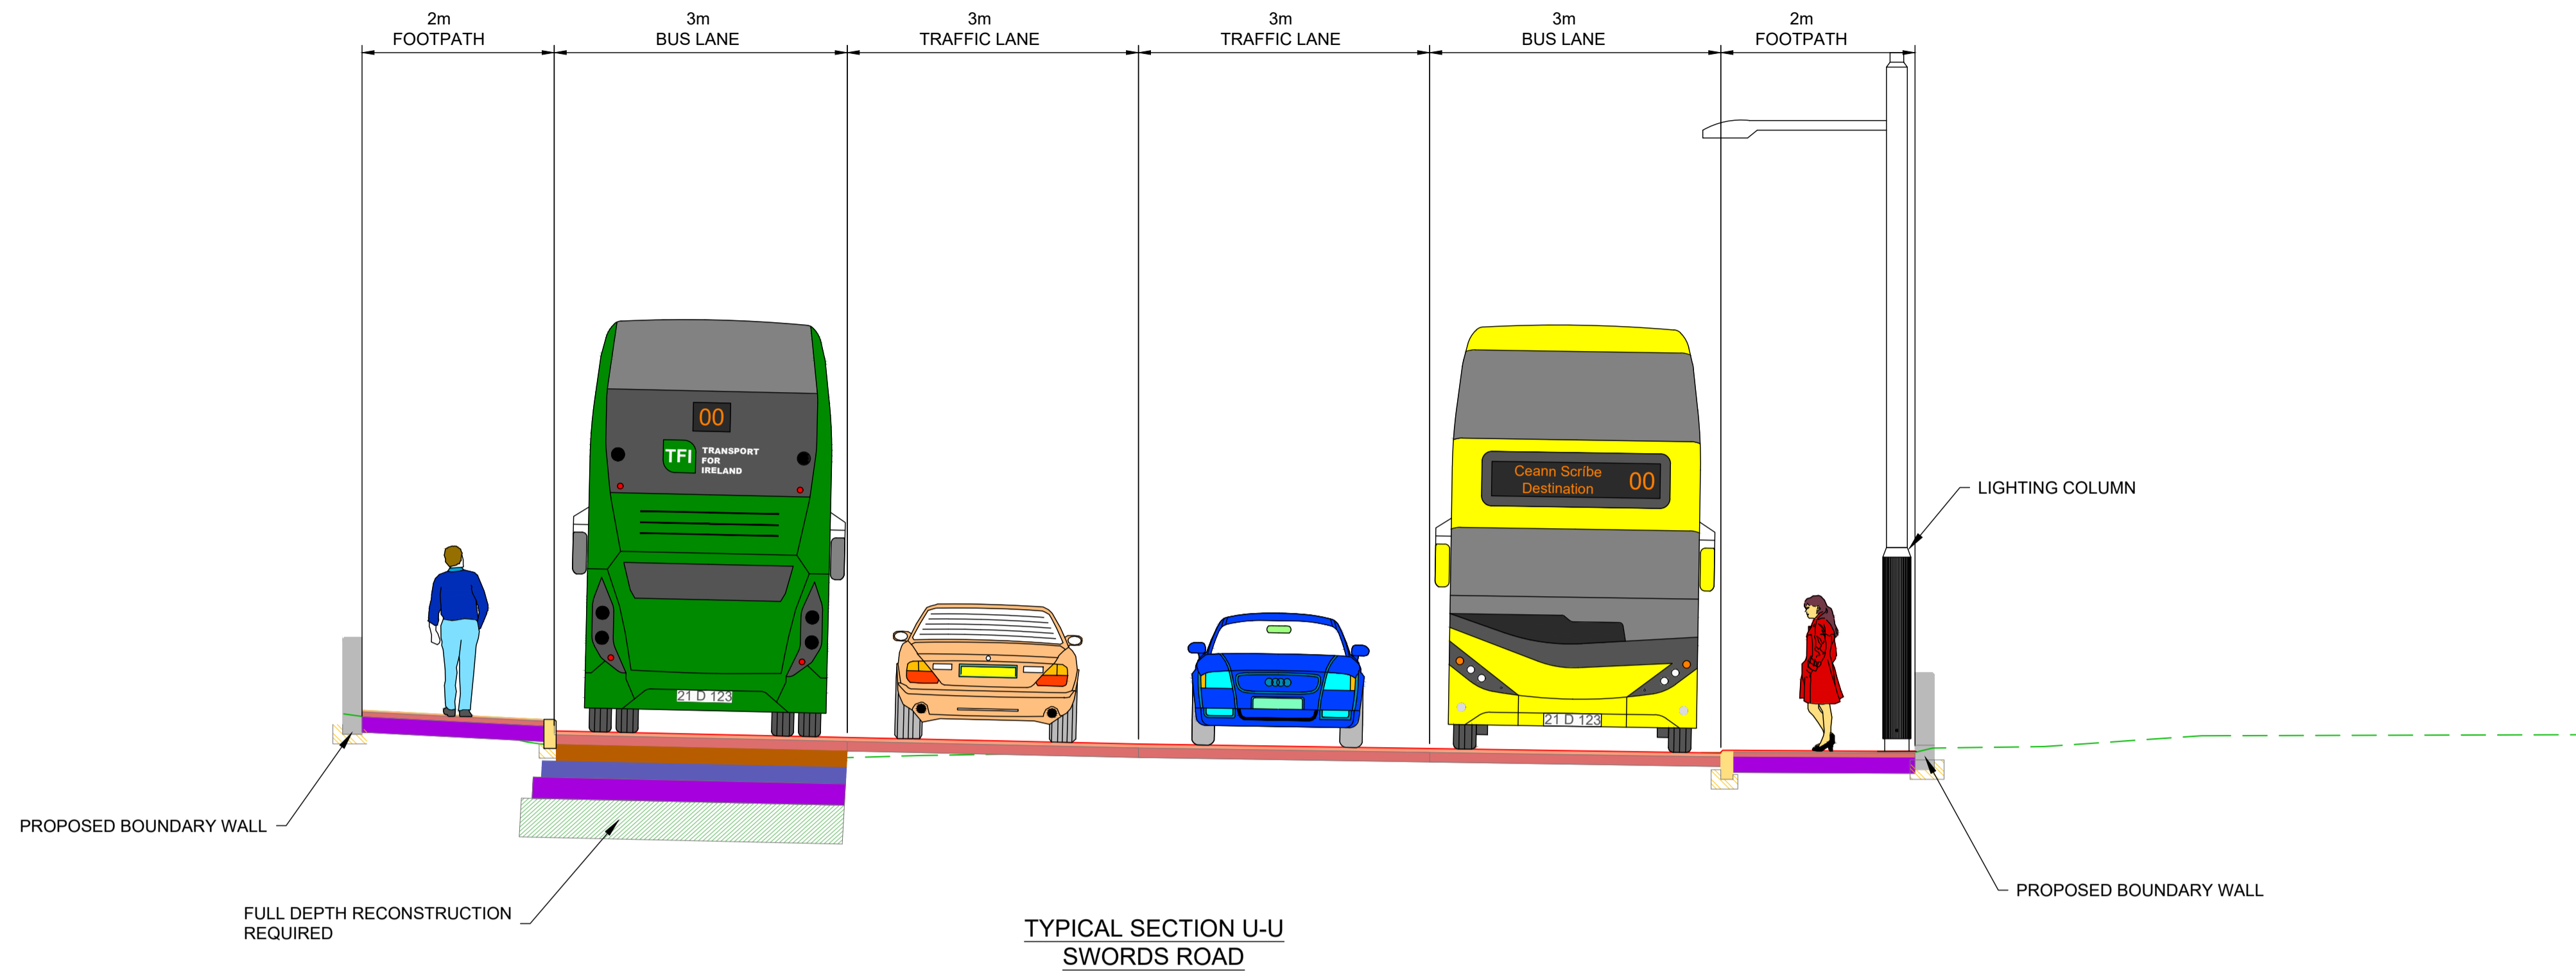 2m
FOOTPATH
3m
BUS LANE
3m
TRAFFIC LANE
3m
TRAFFIC LANE
3m
BUS LANE
2m
FOOTPATH
00
TFI
TRANSPORT
FOR
IRELAND
21 D 123
Ceann Scríbe
Destination
00
21 D 123
LIGHTING COLUMN
PROPOSED BOUNDARY WALL
PROPOSED BOUNDARY WALL
FULL DEPTH RECONSTRUCTION
REQUIRED
TYPICAL SECTION U-U
SWORDS ROAD